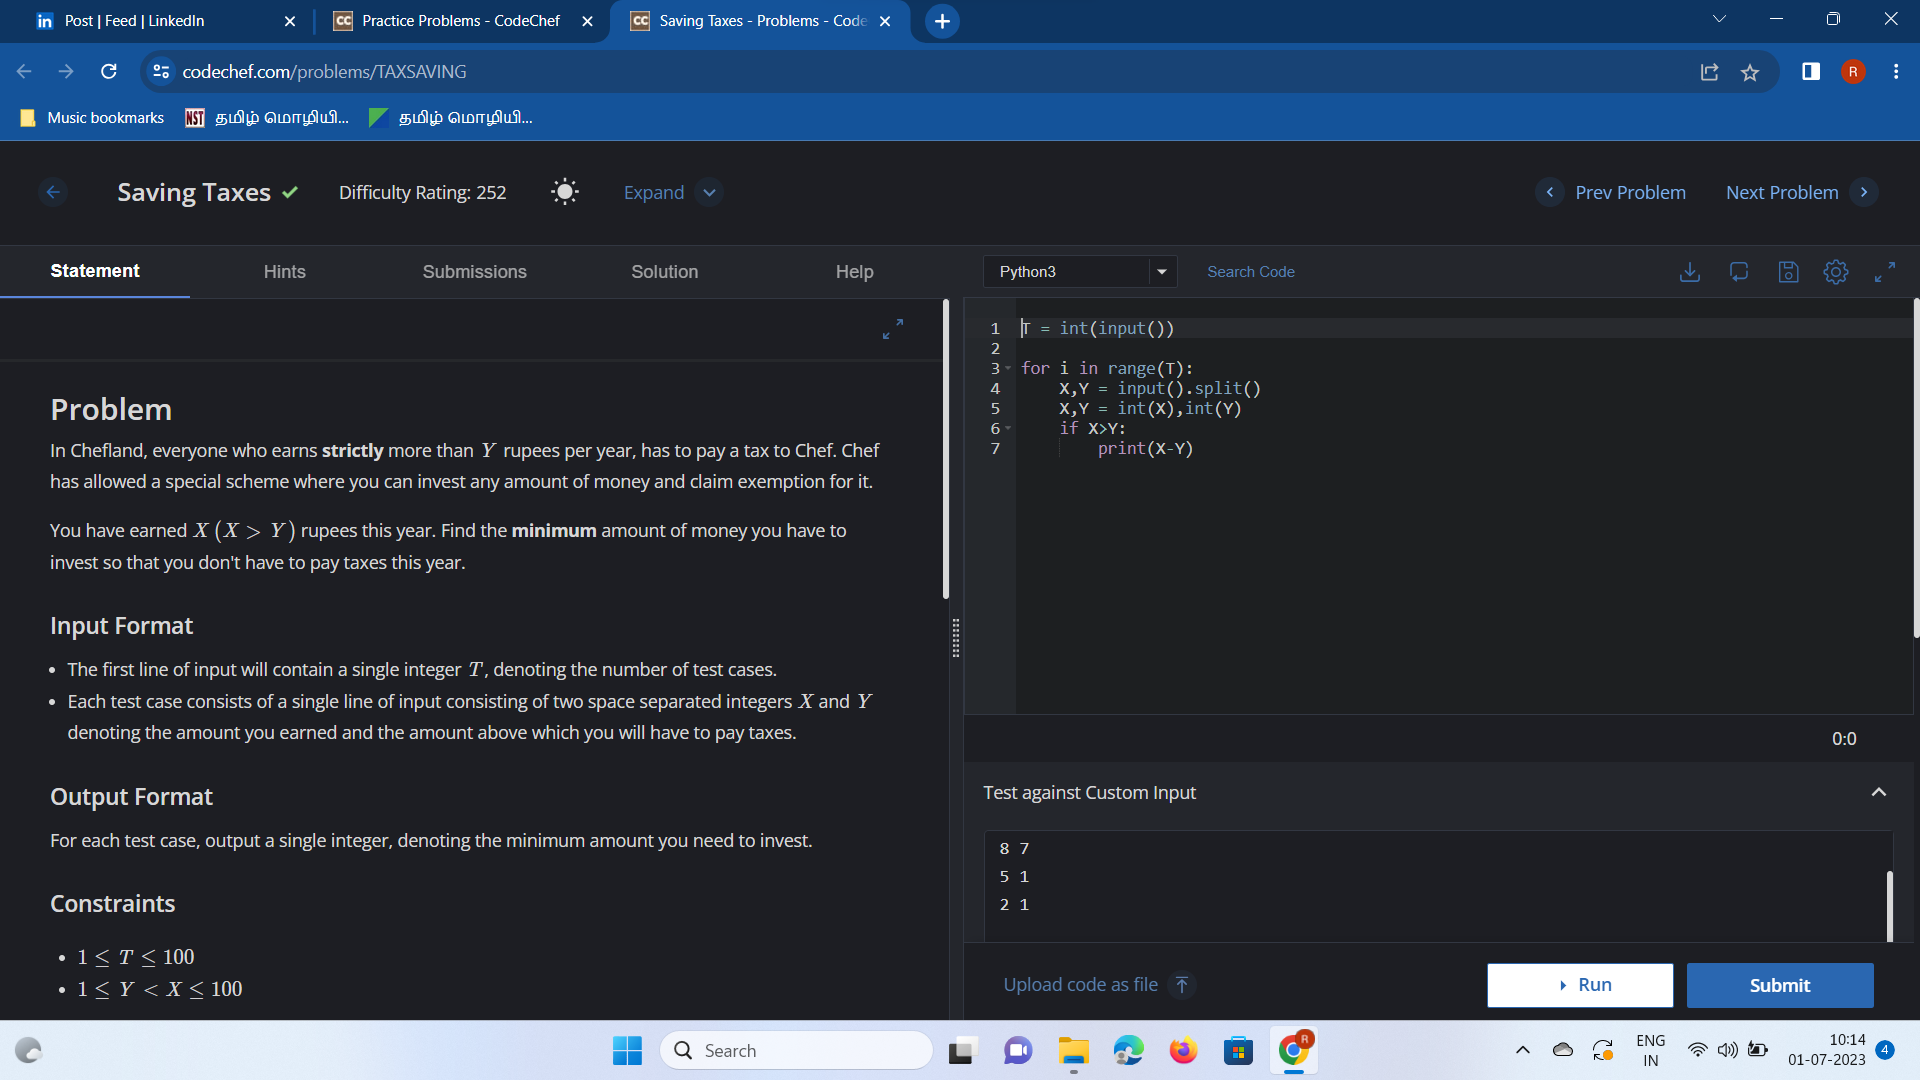 Post | Feed | LinkedIn
Practice Problems - CodeChef
Saving Taxes - Problems - Code
codechef.com/problems/TAXSAVING
R
Music bookmarks
NST தமிழ் மொழியி...
தமிழ் மொழியி...
Saving Taxes
Difficulty Rating: 252
Expand
Prev Problem
Next Problem
Statement
Hints
Submissions
Solution
Help
Problem
In Chefland, everyone who earns strictly more than Y rupees per year, has to pay a tax to Chef. Chef
has allowed a special scheme where you can invest any amount of money and claim exemption for it.
You have earned X (X > Y) rupees this year. Find the minimum amount of money you have to
invest so that you don't have to pay taxes this year.
Input Format
• The first line of input will contain a single integer T, denoting the number of test cases.
• Each test case consists of a single line of input consisting of two space separated integers X and Y
denoting the amount you earned and the amount above which you will have to pay taxes.
Output Format
For each test case, output a single integer, denoting the minimum amount you need to invest.
Constraints
• 1 ≤ T ≤ 100
• 1 ≤ Y < X ≤ 100
Python3
Search Code
1 T = int(input())
2
3 for i in range(T):
4     X,Y = input().split()
5     X,Y = int(X),int(Y)
6     if X>Y:
7         print(X-Y)
0:0
Test against Custom Input
8 7
5 1
2 1
Upload code as file
Run
Submit
Search
R
ENG
IN
10:14
01-07-2023
4